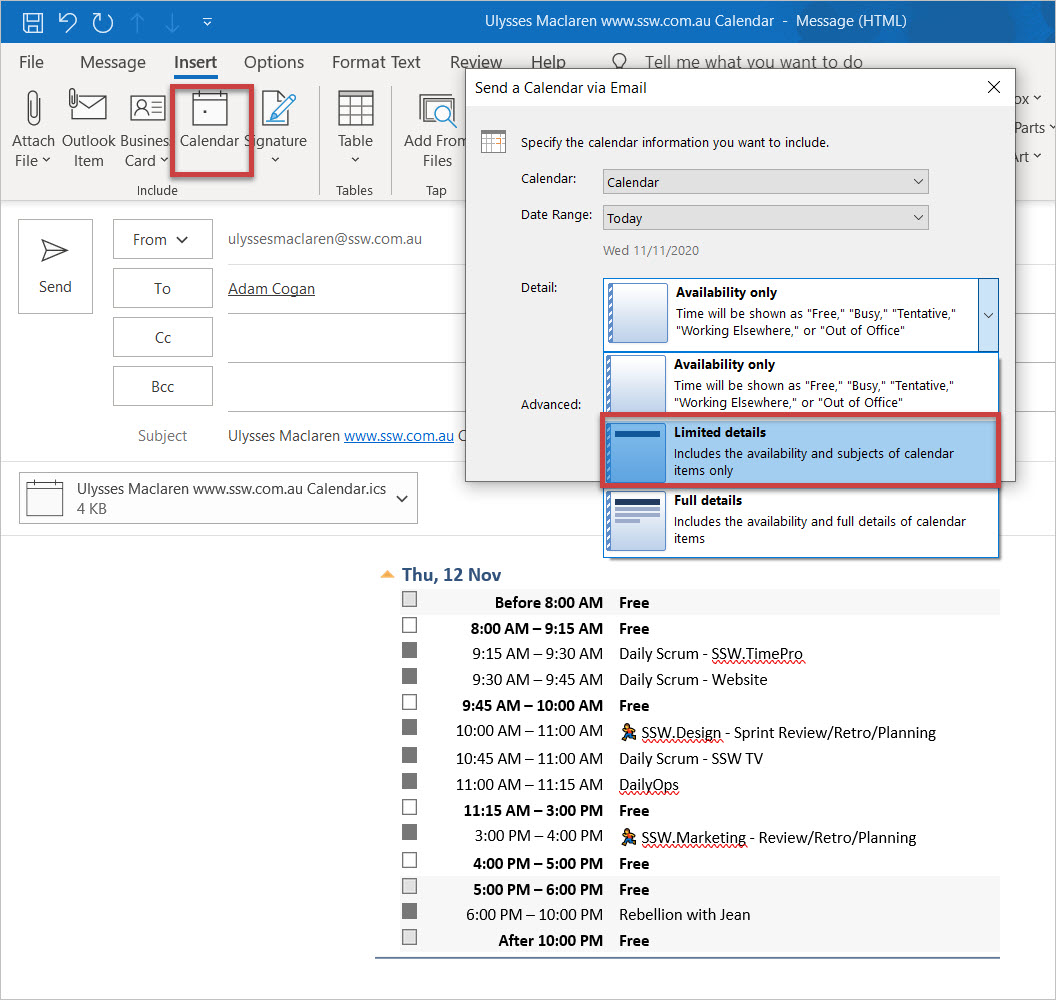 Ulysses Maclaren www.ssw.com.au Calendar - Message (HTML)
File Message Insert Options Format Text Review Help Tell me what you want to do
Attach File
Outlook Item
Business Card
Calendar
Signature
Table
Add From Files
ox
Parts
Art
Include
Tables
Tap
Send a Calendar via Email
Specify the calendar information you want to include.
Calendar: Calendar
Date Range: Today
Wed 11/11/2020
Detail:
Availability only
Time will be shown as "Free," "Busy," "Tentative,"
"Working Elsewhere," or "Out of Office"
Availability only
Time will be shown as "Free," "Busy," "Tentative,"
"Working Elsewhere," or "Out of Office"
Advanced:
Limited details
Includes the availability and subjects of calendar
items only
Full details
Includes the availability and full details of calendar
items
Send
From ulyssesmaclaren@ssw.com.au
To Adam Cogan
Cc
Bcc
Subject Ulysses Maclaren www.ssw.com.au C
Ulysses Maclaren www.ssw.com.au Calendar.ics
4 KB
Thu, 12 Nov
Before 8:00 AM Free
8:00 AM – 9:15 AM Free
9:15 AM – 9:30 AM Daily Scrum - SSW.TimePro
9:30 AM – 9:45 AM Daily Scrum - Website
9:45 AM – 10:00 AM Free
10:00 AM – 11:00 AM SSW.Design - Sprint Review/Retro/Planning
10:45 AM – 11:00 AM Daily Scrum - SSW TV
11:00 AM – 11:15 AM DailyOps
11:15 AM – 3:00 PM Free
3:00 PM – 4:00 PM SSW.Marketing - Review/Retro/Planning
4:00 PM – 5:00 PM Free
5:00 PM – 6:00 PM Free
6:00 PM – 10:00 PM Rebellion with Jean
After 10:00 PM Free